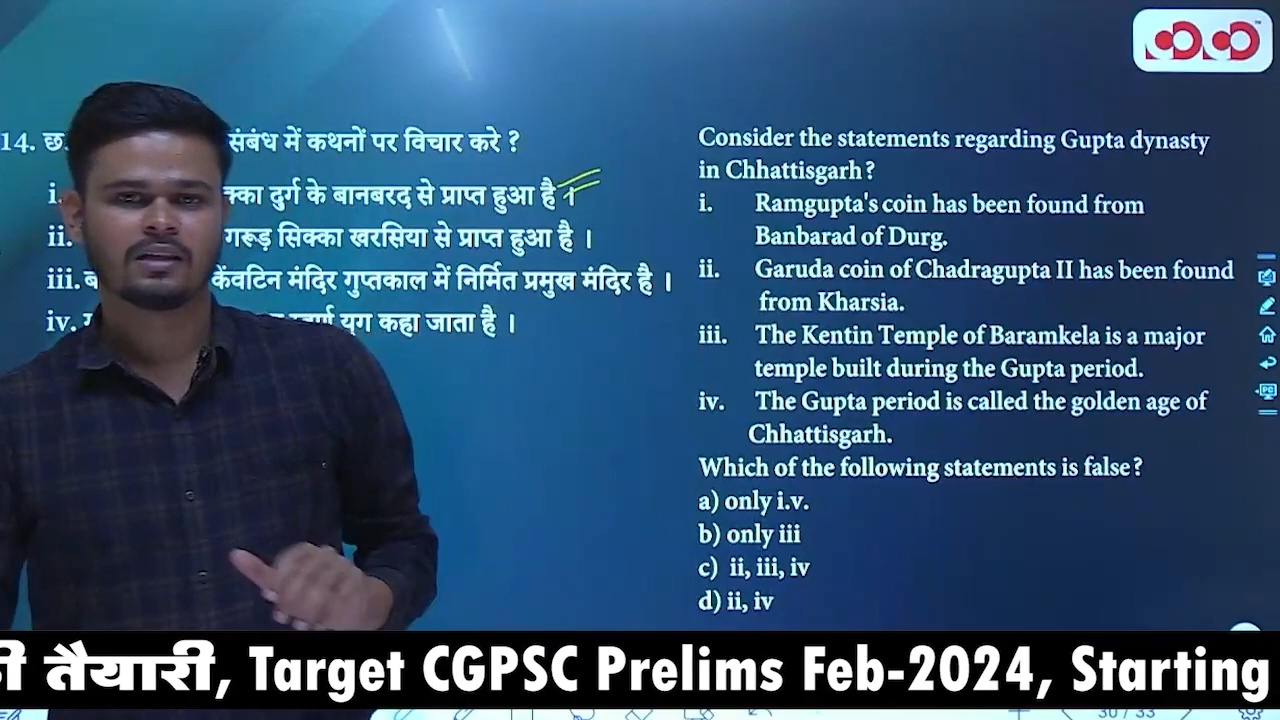 14. छ. संबंध में कथनों पर विचार करे ?
i. क्का दुर्ग के बानबरद से प्राप्त हुआ है ।
ii. गरूड़ सिक्का खरसिया से प्राप्त हुआ है ।
iii. ब केंवटिन मंदिर गुप्तकाल में निर्मित प्रमुख मंदिर है ।
iv. युग कहा जाता है ।
Consider the statements regarding Gupta dynasty
in Chhattisgarh?
i. Ramgupta's coin has been found from
Banbarad of Durg.
ii. Garuda coin of Chadragupta II has been found
from Kharsia.
iii. The Kentin Temple of Baramkela is a major
temple built during the Gupta period.
iv. The Gupta period is called the golden age of
Chhattisgarh.
Which of the following statements is false?
a) only i.v.
b) only iii
c) ii, iii, iv
d) ii, iv
ी तैयारी, Target CGPSC Prelims Feb-2024, Starting
30 / 33